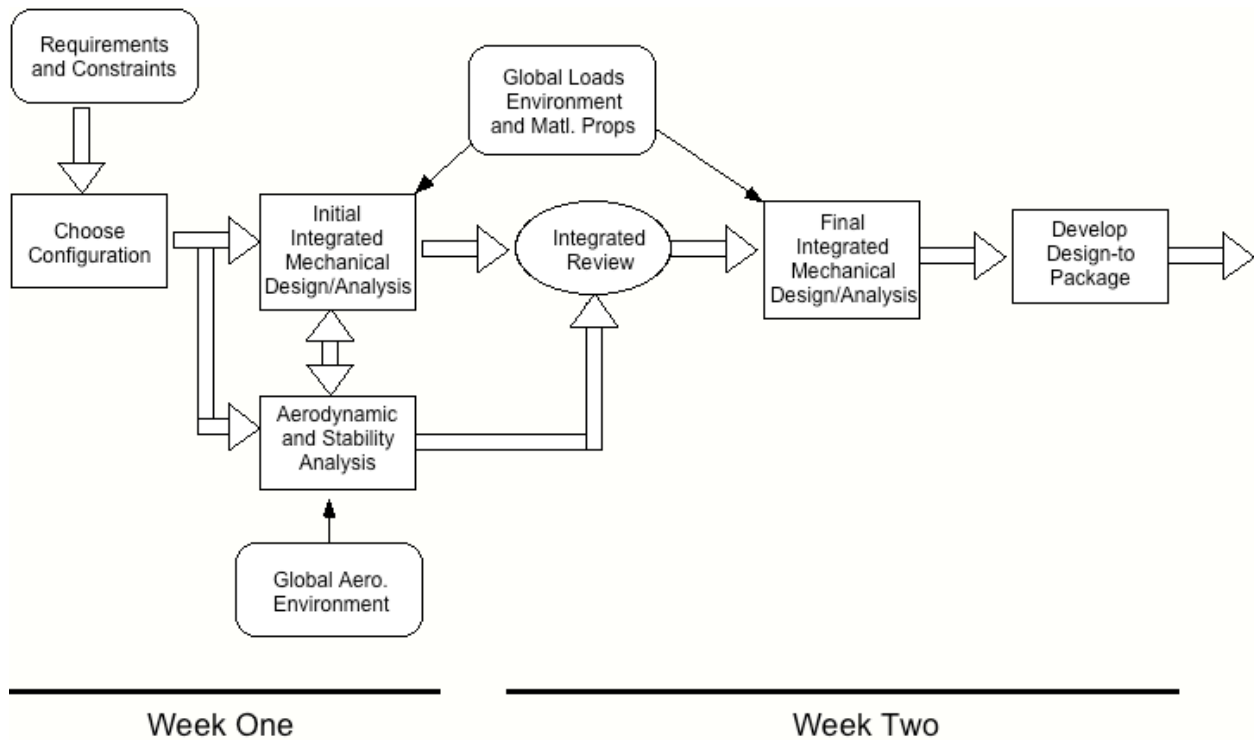 Requirements
and Constraints
Global Loads
Environment
and Matl. Props
Choose
Configuration
Initial
Integrated
Mechanical
Design/Analysis
Integrated
Review
Final
Integrated
Mechanical
Design/Analysis
Develop
Design-to
Package
Aerodynamic
and Stability
Analysis
Global Aero.
Environment
Week One
Week Two